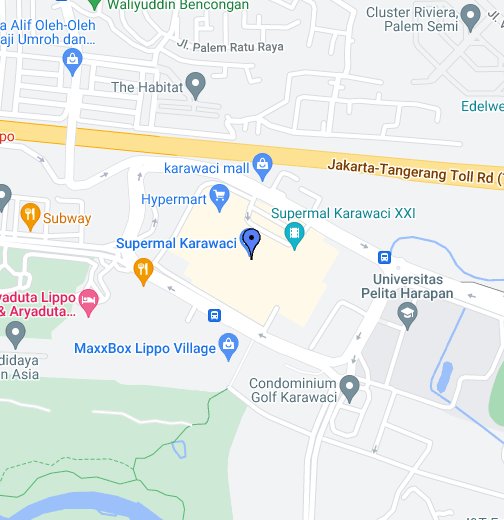 Waliyuddin Bencongan
a Alif Oleh-Oleh
aji Umroh dan...
Jl. Palem Ratu Raya
Cluster Riviera,
Palem Semi
The Habitat
Edelwe
po
karawaci mall
Jakarta-Tangerang Toll Rd (
Hypermart
Subway
Supermal Karawaci XXI
Supermal Karawaci
Universitas
Pelita Harapan
yaduta Lippo
& Aryaduta...
MaxxBox Lippo Village
didaya
n Asia
Condominium
Golf Karawaci